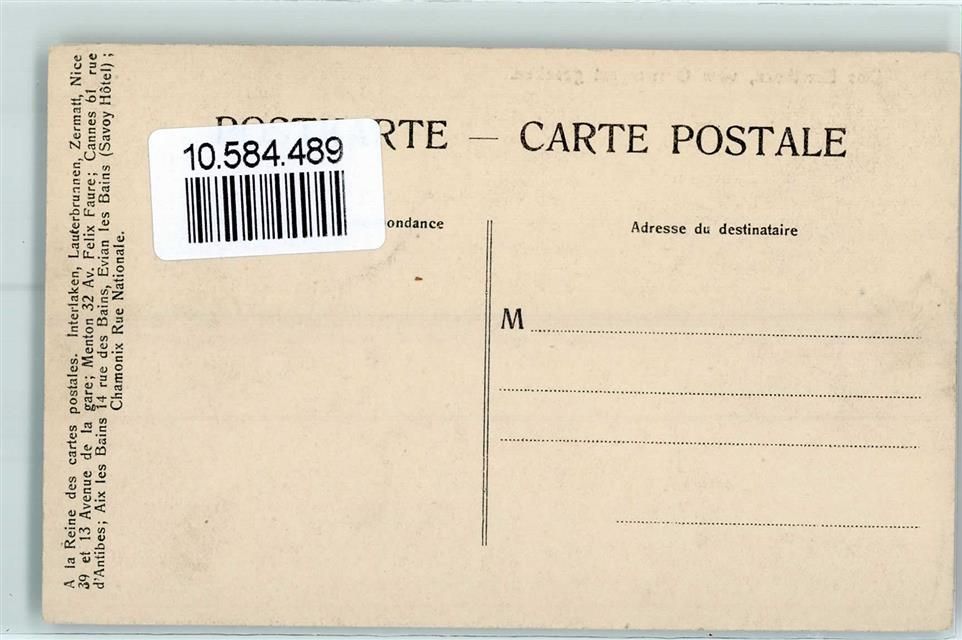 A la Reine des cartes postales. Interlaken, Lauterbrunnen, Zermatt, Nice
39 et 13 Avenue de la gare; Menton 32 Av. Felix Faure; Cannes 61 rue
d'Antibes; Aix les Bains 14 rue des Bains, Evian les Bains (Savoy Hôtel);
Chamonix Rue Nationale.
POSTKARTE — CARTE POSTALE
10.584.489
ondance
Adresse du destinataire
M